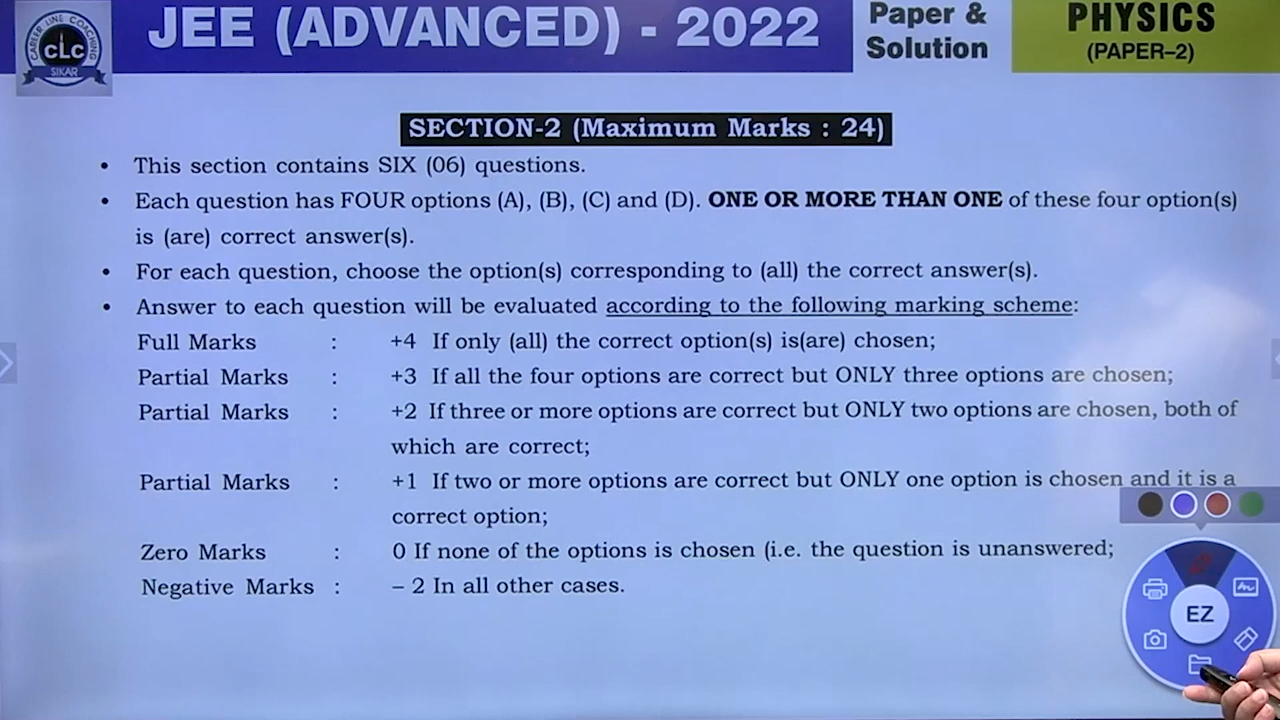 CAREER LINE COACHING
CLC
SIKAR
JEE (ADVANCED) - 2022
Paper &
Solution
PHYSICS
(PAPER–2)
SECTION-2 (Maximum Marks : 24)
• This section contains SIX (06) questions.
• Each question has FOUR options (A), (B), (C) and (D). ONE OR MORE THAN ONE of these four option(s)
is (are) correct answer(s).
• For each question, choose the option(s) corresponding to (all) the correct answer(s).
• Answer to each question will be evaluated according to the following marking scheme:
Full Marks : +4 If only (all) the correct option(s) is(are) chosen;
Partial Marks : +3 If all the four options are correct but ONLY three options are chosen;
Partial Marks : +2 If three or more options are correct but ONLY two options are chosen, both of
which are correct;
Partial Marks : +1 If two or more options are correct but ONLY one option is chosen and it is a
correct option;
Zero Marks : 0 If none of the options is chosen (i.e. the question is unanswered;
Negative Marks : – 2 In all other cases.
EZ